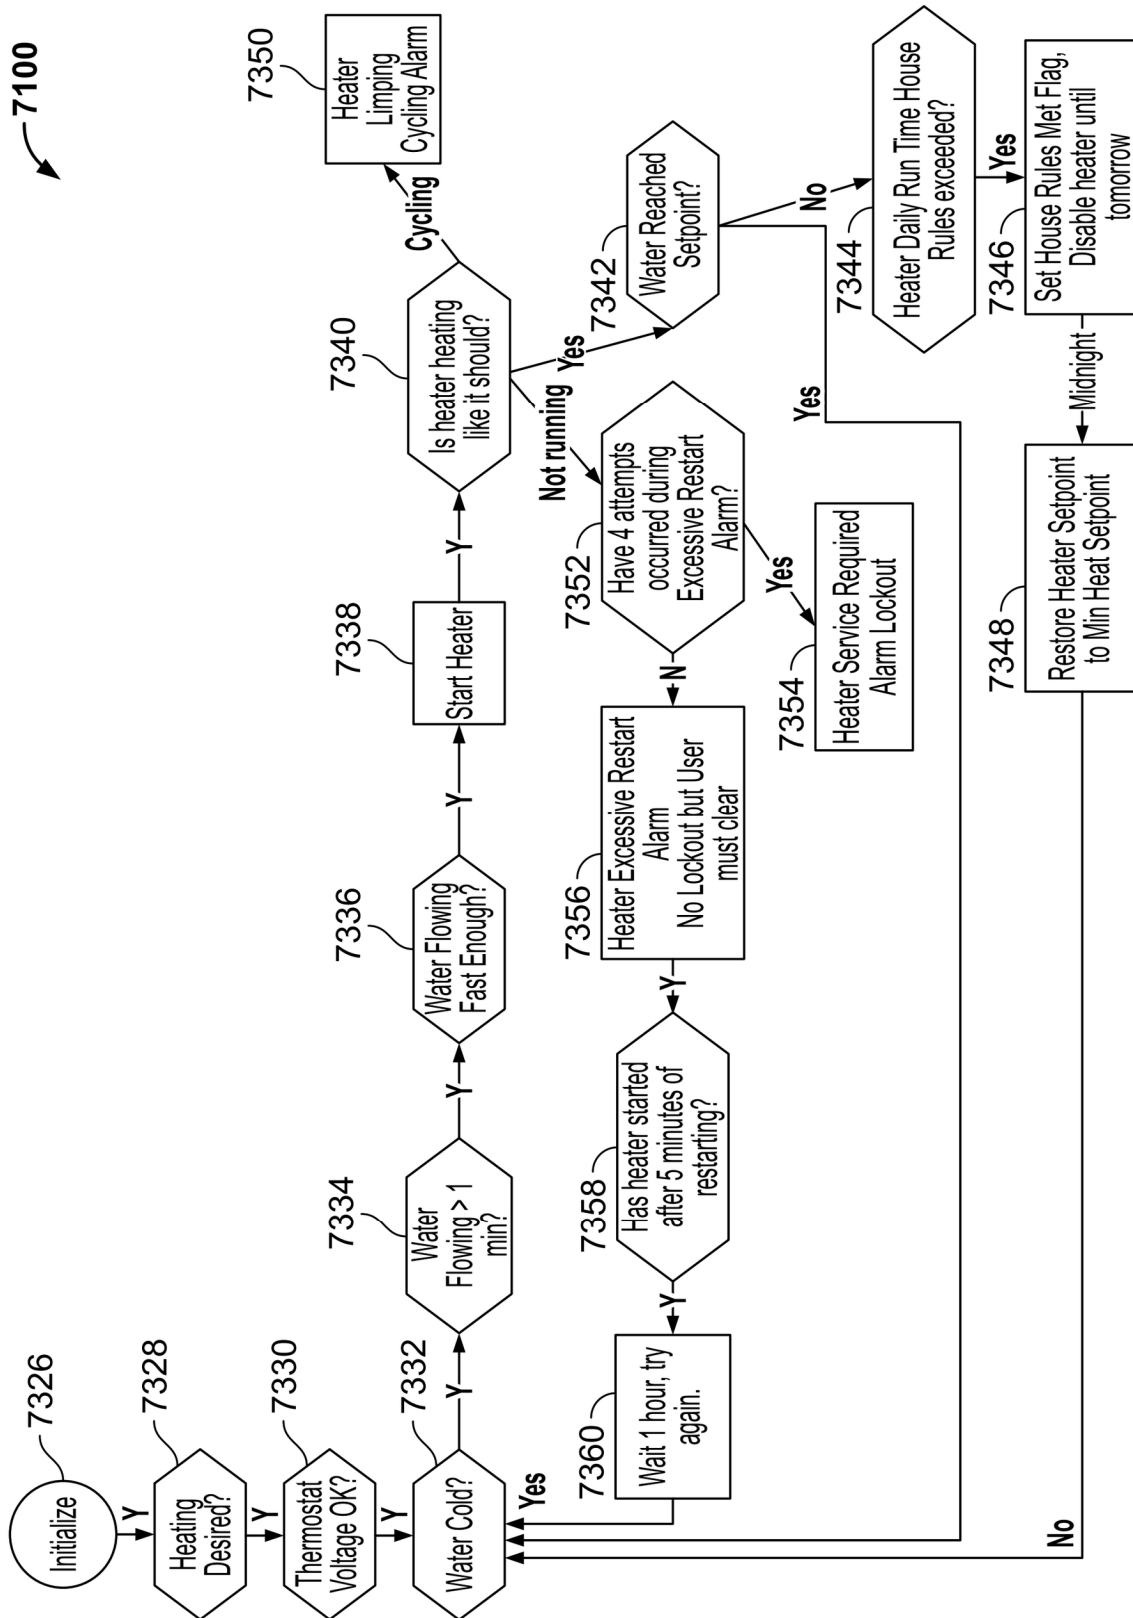 7100
7326
Initialize
Y
7328
Heating
Desired?
Y
7330
Thermostat
Voltage OK?
Y
7332
Water Cold?
Y
7334
Water
Flowing > 1
min?
Y
7336
Water Flowing
Fast Enough?
Y
7338
Start Heater
Y
7340
Is heater heating
like it should?
Cycling
7350
Heater
Limping
Cycling Alarm
Yes
7342
Water Reached
Setpoint?
No
Yes
7344
Heater Daily Run Time House
Rules exceeded?
Yes
7346
Set House Rules Met Flag,
Disable heater until
tomorrow
Midnight
7348
Restore Heater Setpoint
to Min Heat Setpoint
No
Not running
7352
Have 4 attempts
occurred during
Excessive Restart
Alarm?
Yes
7354
Heater Service Required
Alarm Lockout
N
7356
Heater Excessive Restart
Alarm
No Lockout but User
must clear
Y
7358
Has heater started
after 5 minutes of
restarting?
Y
7360
Wait 1 hour, try
again.
Yes